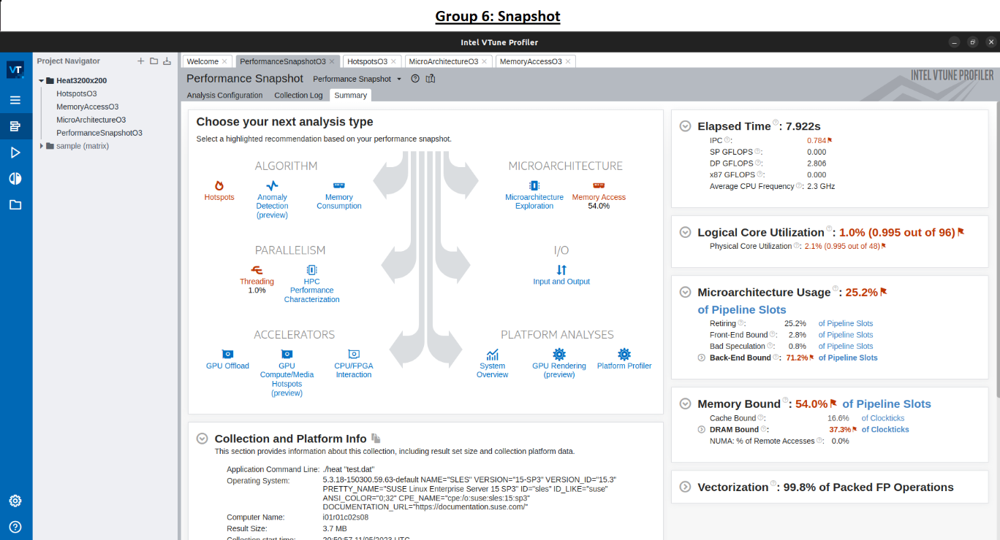 Group 6: Snapshot
Intel VTune Profiler
VT
Project Navigator
Heat3200x200
HotspotsO3
MemoryAccessO3
MicroArchitectureO3
PerformanceSnapshotO3
sample (matrix)
Welcome
PerformanceSnapshotO3
HotspotsO3
MicroArchitectureO3
MemoryAccessO3
Performance Snapshot
Performance Snapshot
INTEL VTUNE PROFILER
Analysis Configuration
Collection Log
Summary
Choose your next analysis type
Select a highlighted recommendation based on your performance snapshot.
ALGORITHM
Hotspots
Anomaly
Detection
(preview)
Memory
Consumption
MICROARCHITECTURE
Microarchitecture
Exploration
Memory Access
54.0%
PARALLELISM
Threading
1.0%
HPC
Performance
Characterization
I/O
Input and Output
ACCELERATORS
GPU Offload
GPU
Compute/Media
Hotspots
(preview)
CPU/FPGA
Interaction
PLATFORM ANALYSES
System
Overview
GPU Rendering
(preview)
Platform Profiler
Collection and Platform Info
This section provides information about this collection, including result set size and collection platform data.
Application Command Line: ./heat "test.dat"
Operating System: 5.3.18-150300.59.63-default NAME="SLES" VERSION="15-SP3" VERSION_ID="15.3"
PRETTY_NAME="SUSE Linux Enterprise Server 15 SP3" ID="sles" ID_LIKE="suse"
ANSI_COLOR="0;32" CPE_NAME="cpe:/o:suse:sles:15:sp3"
DOCUMENTATION_URL="https://documentation.suse.com/"
Computer Name: i01r01c02s08
Result Size: 3.7 MB
Collection start time: 20:50:57 11/05/2023 UTC
Elapsed Time: 7.922s
IPC: 0.784
SP GFLOPS: 0.000
DP GFLOPS: 2.806
x87 GFLOPS: 0.000
Average CPU Frequency: 2.3 GHz
Logical Core Utilization: 1.0% (0.995 out of 96)
Physical Core Utilization: 2.1% (0.995 out of 48)
Microarchitecture Usage: 25.2%
of Pipeline Slots
Retiring: 25.2% of Pipeline Slots
Front-End Bound: 2.8% of Pipeline Slots
Bad Speculation: 0.8% of Pipeline Slots
Back-End Bound: 71.2% of Pipeline Slots
Memory Bound: 54.0% of Pipeline Slots
Cache Bound: 16.6% of Clockticks
DRAM Bound: 37.3% of Clockticks
NUMA: % of Remote Accesses: 0.0%
Vectorization: 99.8% of Packed FP Operations